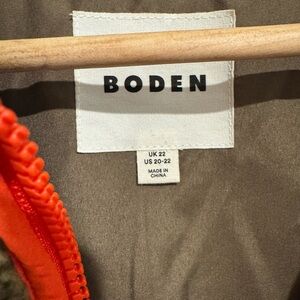 BODEN
UK 22
US 20-22
MADE IN
CHINA